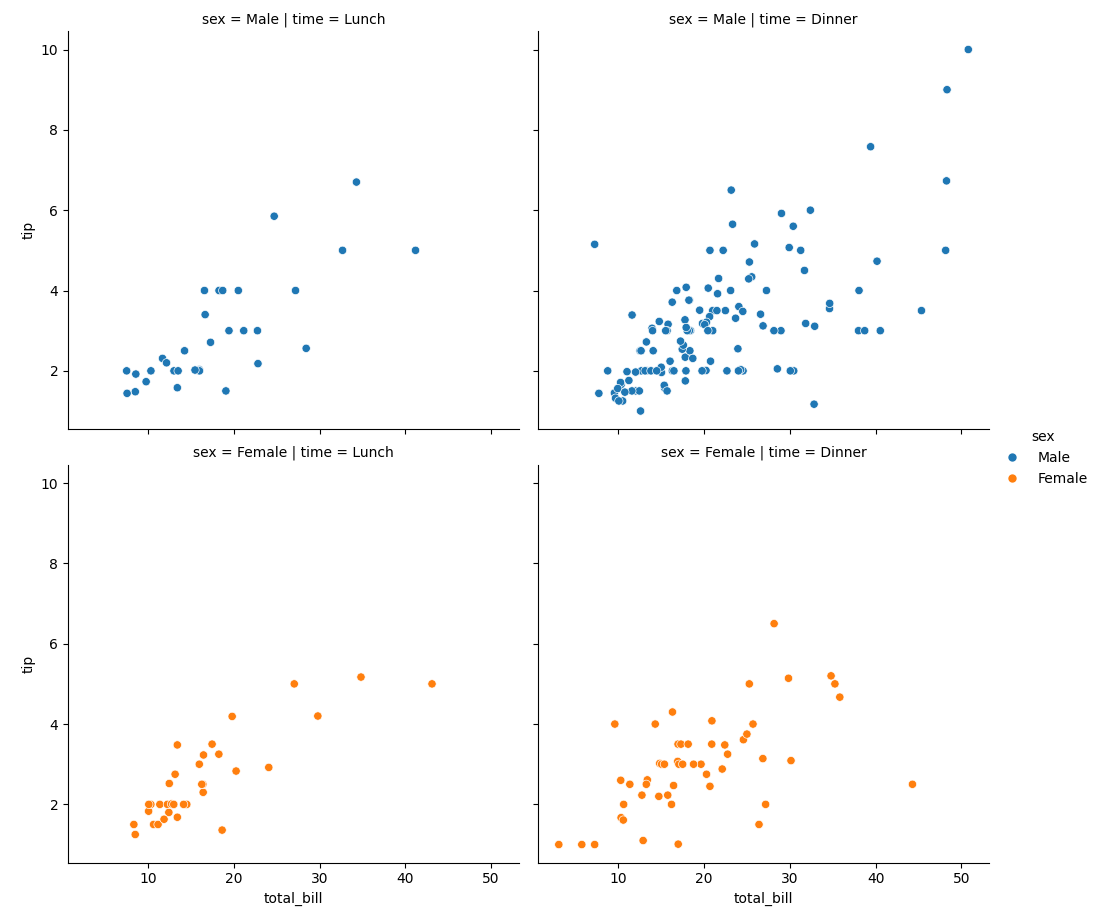 sex = Male | time = Lunch
sex = Male | time = Dinner
10
8
6
4
2
tip
sex = Female | time = Lunch
sex = Female | time = Dinner
10
8
6
4
2
tip
10 20 30 40 50
total_bill
10 20 30 40 50
total_bill
sex
Male
Female